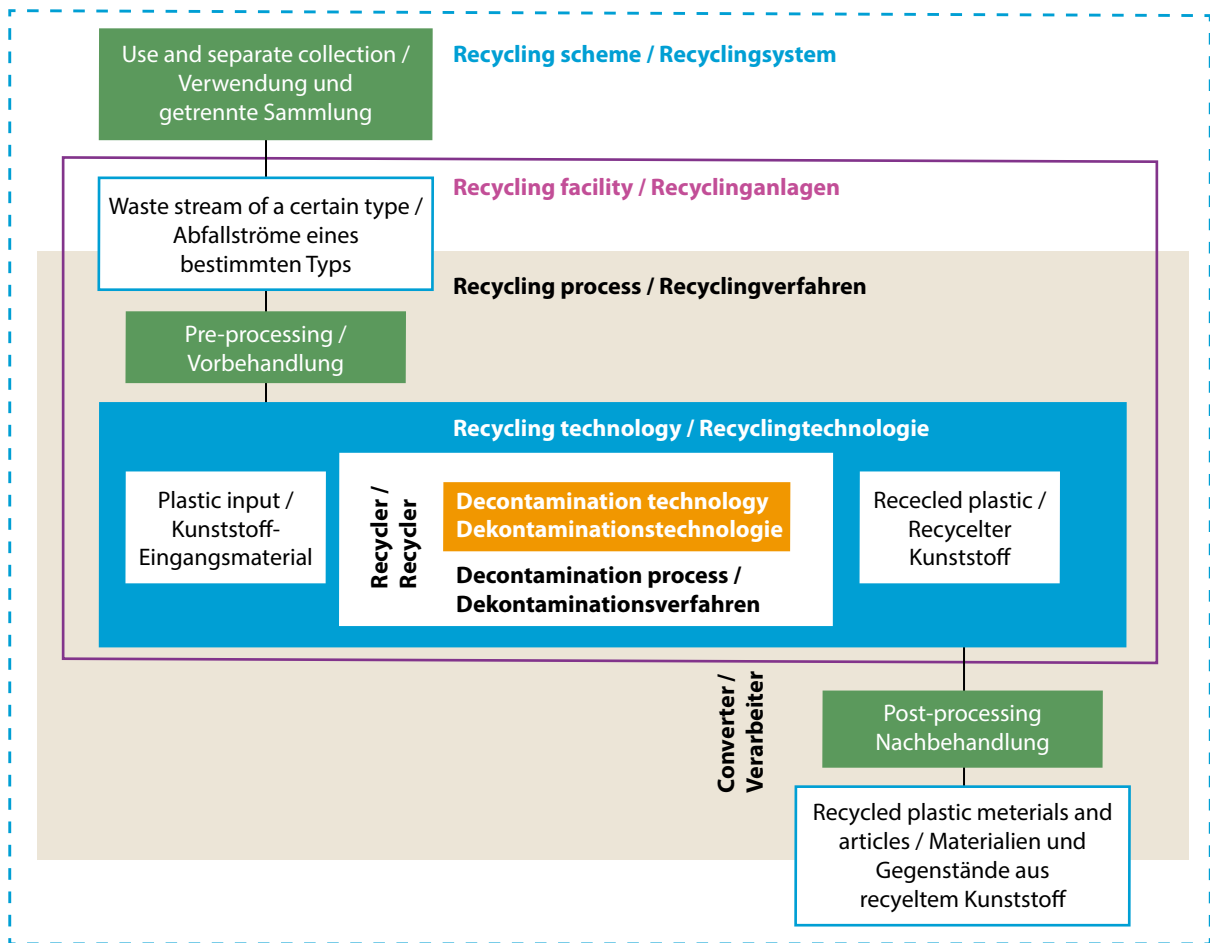 Use and separate collection /
Verwendung und
getrennte Sammlung
Recycling scheme / Recyclingsystem
Recycling facility / Recyclinganlagen
Waste stream of a certain type /
Abfallströme eines
bestimmten Typs
Recycling process / Recyclingverfahren
Pre-processing /
Vorbehandlung
Recycling technology / Recyclingtechnologie
Plastic input /
Kunststoff-
Eingangsmaterial
Recycler /
Recycler
Decontamination technology
Dekontaminationstechnologie
Decontamination process /
Dekontaminationsverfahren
Rececled plastic /
Recycelter
Kunststoff
Converter /
Verarbeiter
Post-processing
Nachbehandlung
Recycled plastic meterials and
articles / Materialien und
Gegenstände aus
recyeltem Kunststoff